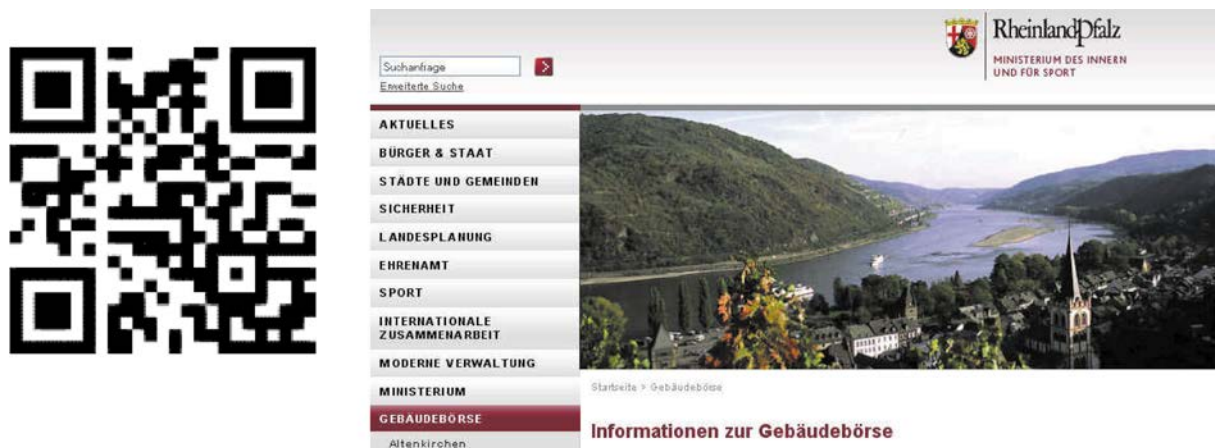 Suchanfrage
Erweiterte Suche
RheinlandPfalz
MINISTERIUM DES INNERN
UND FÜR SPORT
AKTUELLES
BÜRGER & STAAT
STÄDTE UND GEMEINDEN
SICHERHEIT
LANDESPLANUNG
EHRENAMT
SPORT
INTERNATIONALE
ZUSAMMENARBEIT
MODERNE VERWALTUNG
MINISTERIUM
GEBÄUDEBÖRSE
Altenkirchen
Startseite > Gebäudebörse
Informationen zur Gebäudebörse